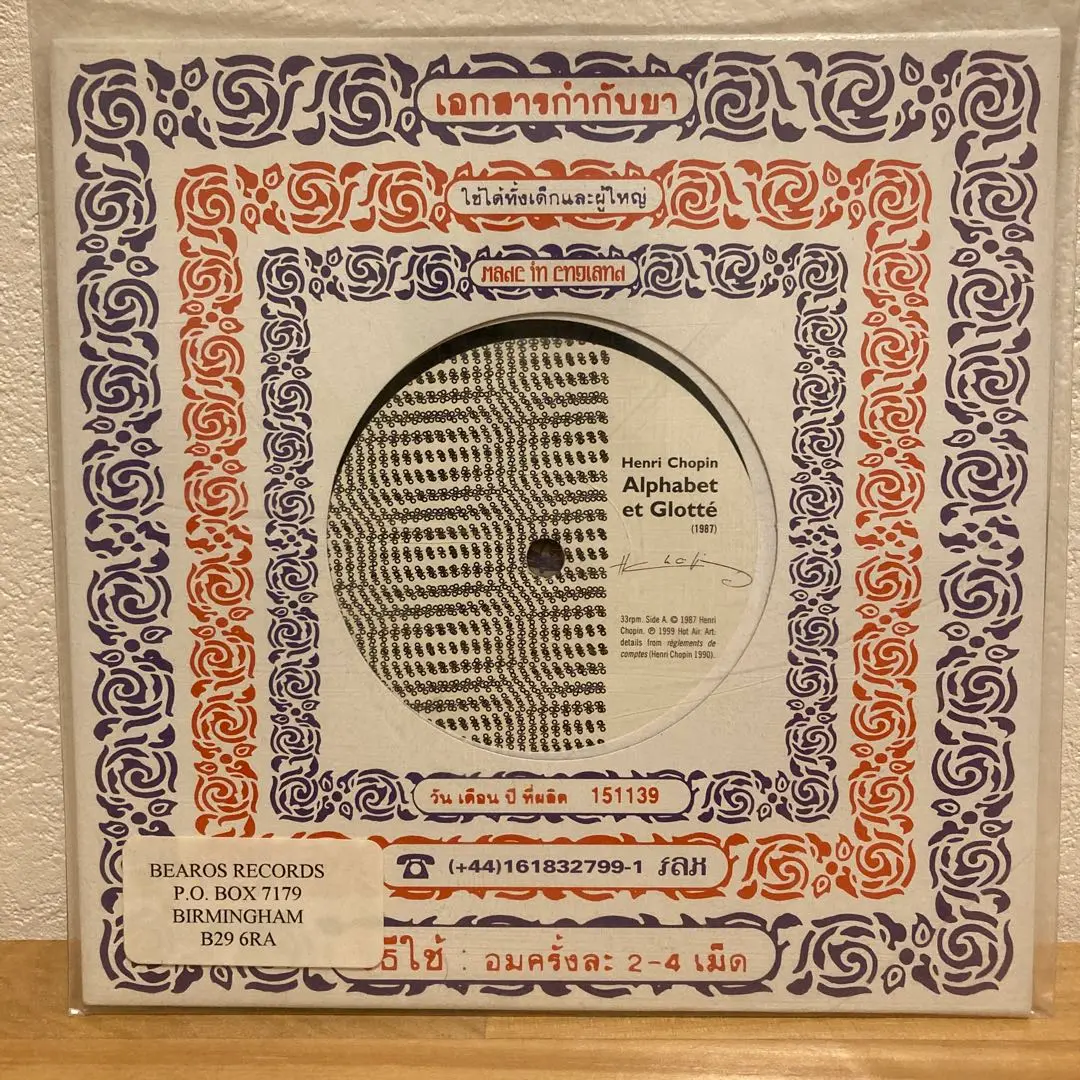 เอกสารกำกับยา
ใช้ได้ทั้งเด็กและผู้ใหญ่
Made in England
Henri Chopin
Alphabet
et Glotté
(1987)
33rpm. Side A. © 1987 Henri
Chopin. ℗ 1999 Hot Air. Art:
details from règlements de
comptes (Henri Chopin 1990).
วัน เดือน ปี ที่ผลิต 151139
☎ (+44)161832799-1
BEAROS RECORDS
P.O. BOX 7179
BIRMINGHAM
B29 6RA
ธีใช้ : อมครั้งละ 2-4 เม็ด